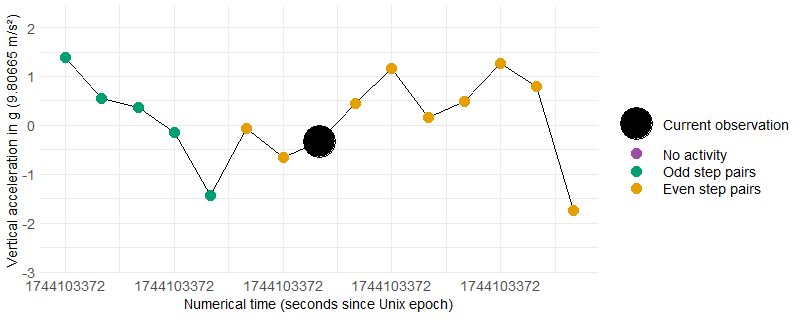 Vertical acceleration in g (9.80665 m/s²)
2
1
0
-1
-2
-3
1744103372 1744103372 1744103372 1744103372 1744103372
Numerical time (seconds since Unix epoch)
Current observation
No activity
Odd step pairs
Even step pairs